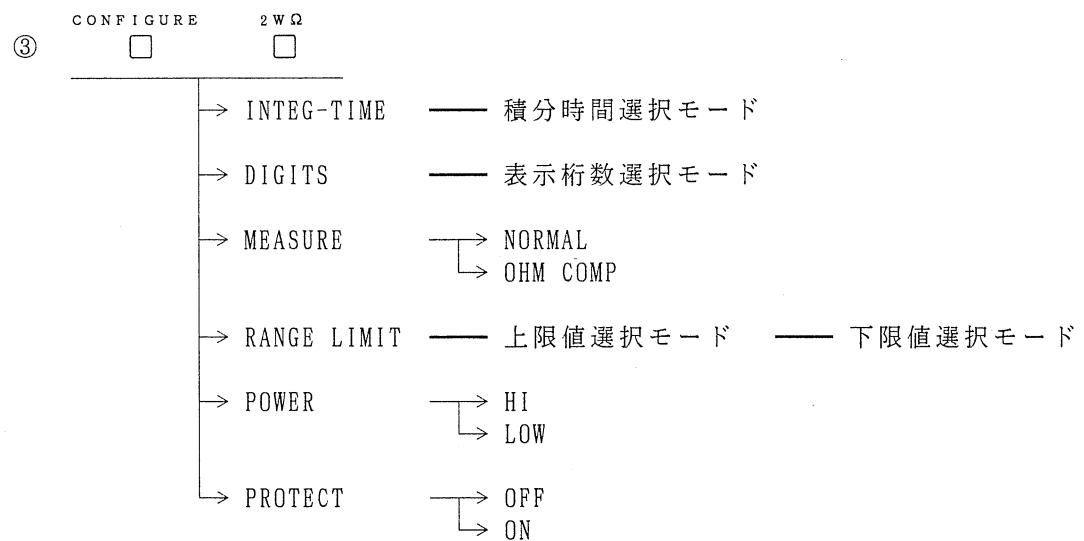 CONFIGURE 2WΩ
③
INTEG-TIME 積分時間選択モード
DIGITS 表示桁数選択モード
MEASURE NORMAL
OHM COMP
RANGE LIMIT 上限値選択モード 下限値選択モード
POWER HI
LOW
PROTECT OFF
ON